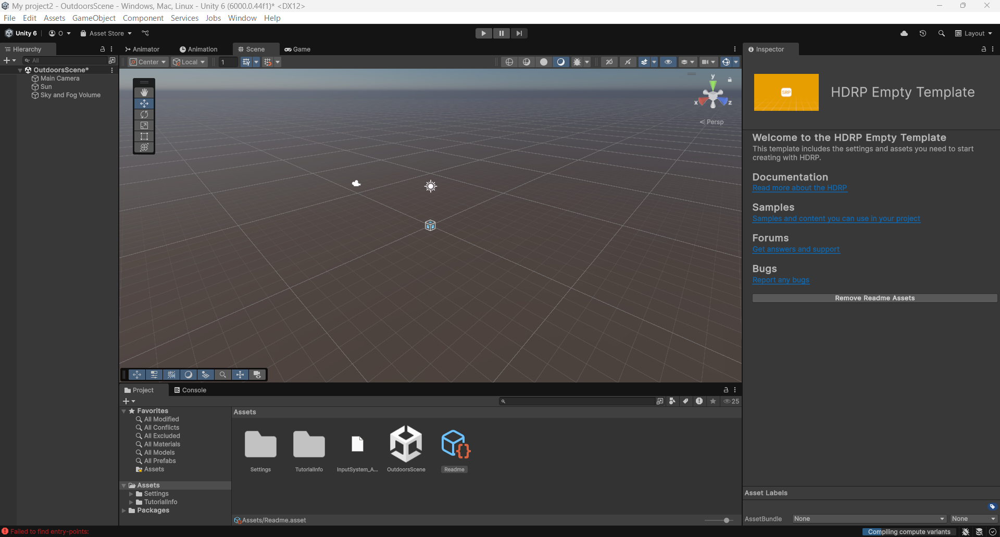 My project2 - OutdoorsScene - Windows, Mac, Linux - Unity 6 (6000.0.44f1)* <DX12>
File Edit Assets GameObject Component Services Jobs Window Help
Unity 6 O Asset Store Layout
Hierarchy Animator Animation Scene Game Inspector
All Center Local 1 2D
OutdoorsScene*
Main Camera
Sun
Sky and Fog Volume
y
x z
< Persp
SRP
HDRP Empty Template
Welcome to the HDRP Empty Template
This template includes the settings and assets you need to start
creating with HDRP.
Documentation
Read more about the HDRP
Samples
Samples and content you can use in your project
Forums
Get answers and support
Bugs
Report any bugs
Remove Readme Assets
Project Console
25
Favorites
All Modified
All Conflicts
All Excluded
All Materials
All Models
All Prefabs
Assets
Assets
Settings
TutorialInfo
Packages
Assets
Settings TutorialInfo InputSystem_A... OutdoorsScene Readme
Assets/Readme.asset
Asset Labels
AssetBundle None None
Failed to find entry-points:
Compiling compute variants